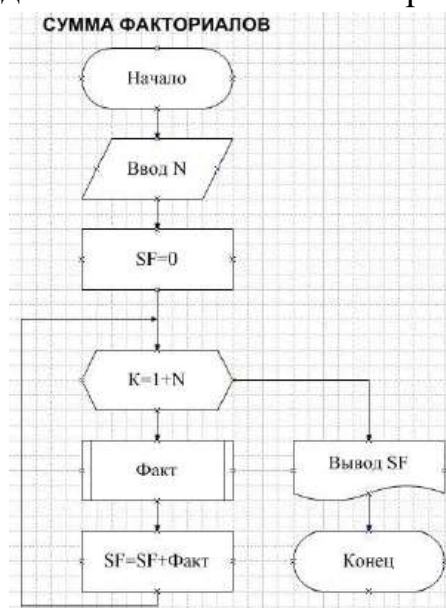 СУММА ФАКТОРИАЛОВ
Начало
Ввод N
SF=0
K=1+N
Факт
Вывод SF
SF=SF+Факт
Конец